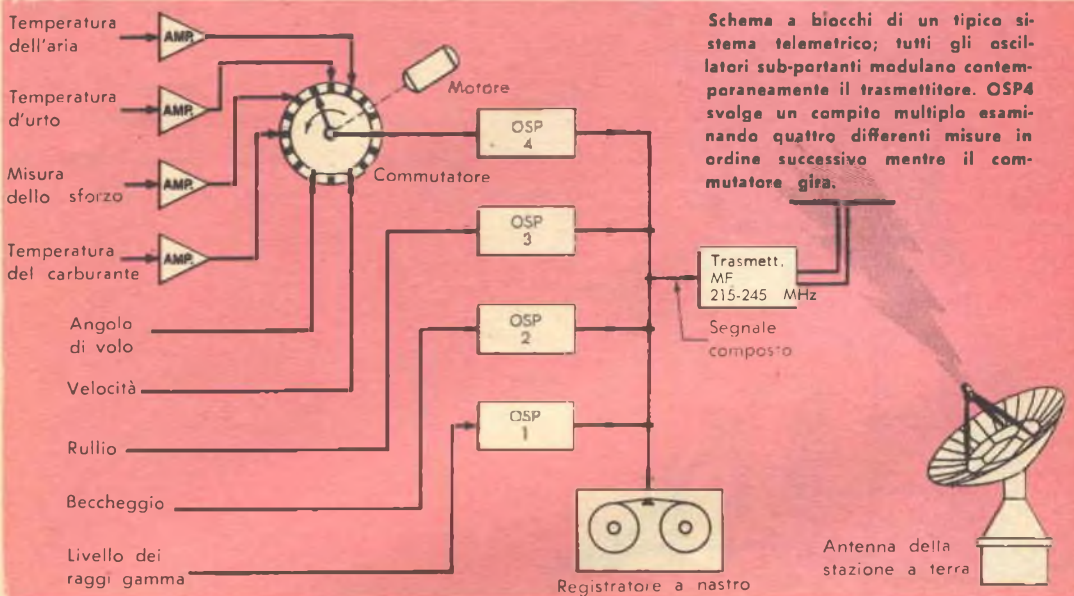 Temperatura
dell'aria
AMP.
Temperatura
d'urto
AMP.
Misura
dello sforzo
AMP.
Temperatura
del carburante
AMP.
Motore
Commutatore
Angolo
di volo
Velocità
Rullio
Beccheggio
Livello dei
raggi gamma
OSP
4
OSP
3
OSP
2
OSP
1
Registratore a nastro
Schema a blocchi di un tipico si-
stema telemetrico; tutti gli oscil-
latori sub-portanti modulano contem-
poraneamente il trasmettitore. OSP4
svolge un compito multiplo esami-
nando quattro differenti misure in
ordine successivo mentre il com-
mutatore gira.
Trasmett.
MF
215-245 MHz
Segnale
composto
Antenna della
stazione a terra